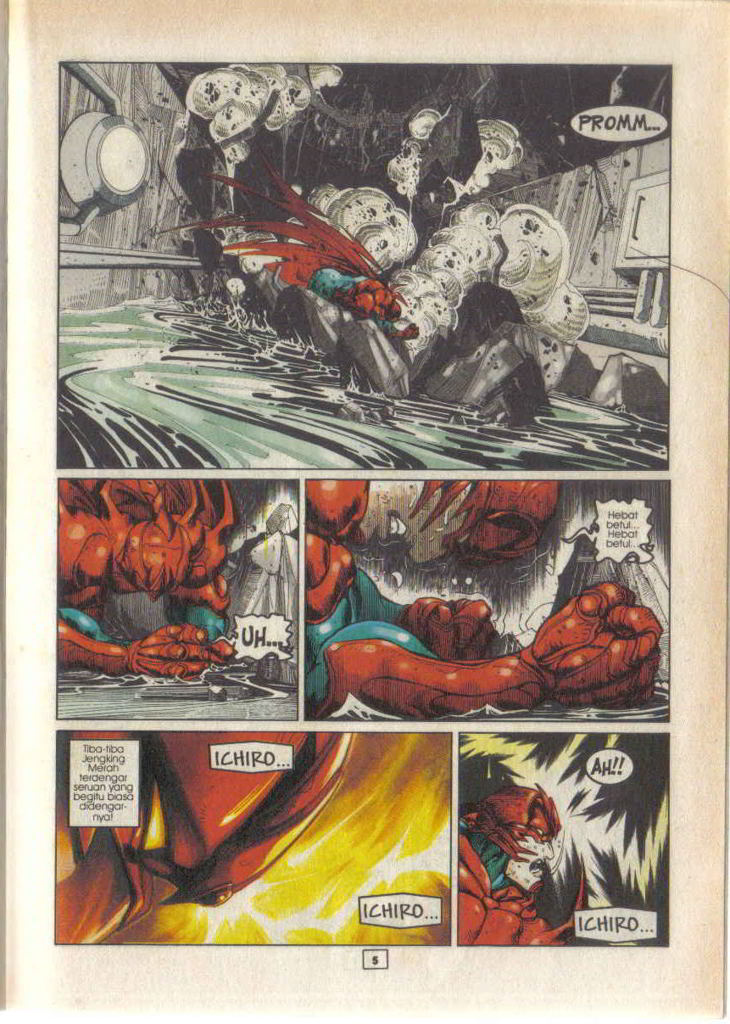 PROMM...
UH...
Hebat
betul...
Hebat
betul...
Tiba-tiba
Jengking
Merah
terdengar
seruan yang
begitu biasa
didengar-
nya!
ICHIRO...
ICHIRO...
AH!!
ICHIRO...
5